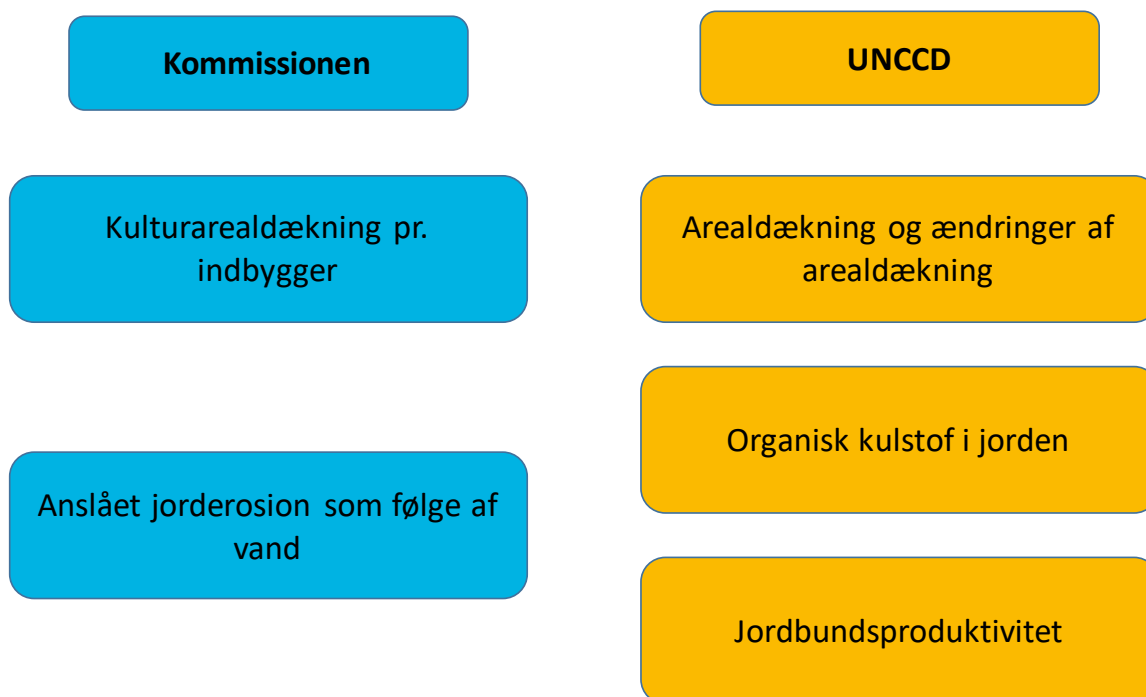 Kommissionen
Kulturarealdækning pr.
indbygger
Anslået jorderosion som følge af
vand
UNCCD
Arealdækning og ændringer af
arealdækning
Organisk kulstof i jorden
Jordbundsproduktivitet